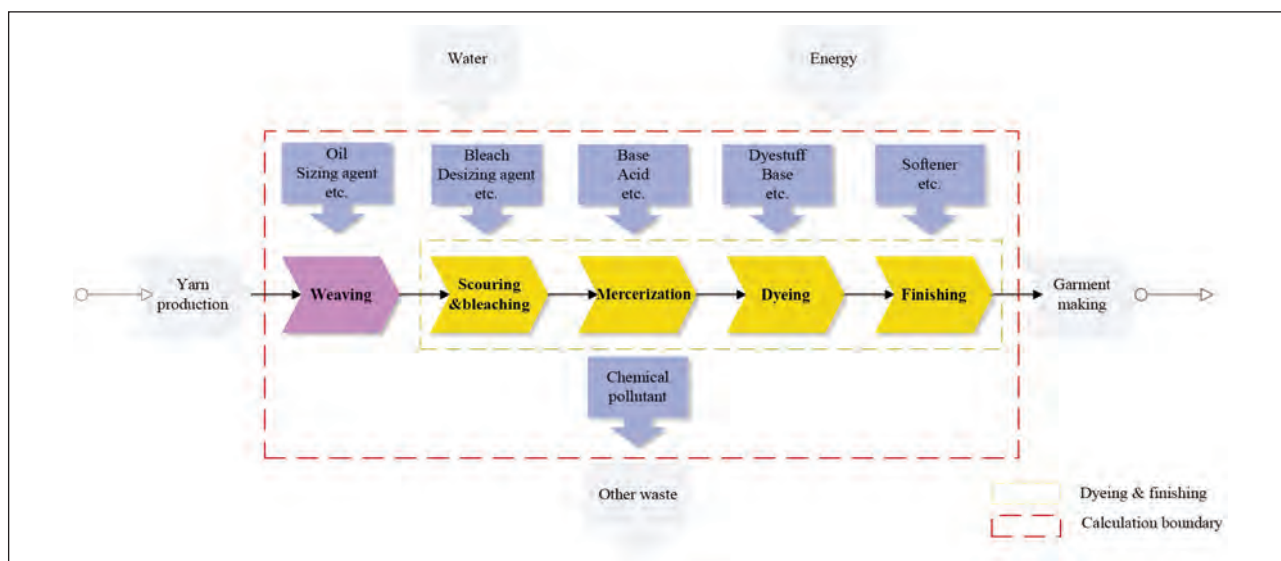 Water
Energy
Oil
Sizing agent
etc.
Bleach
Desizing agent
etc.
Base
Acid
etc.
Dyestuff
Base
etc.
Softener
etc.
Yarn
production
Weaving
Scouring
&bleaching
Mercerization
Dyeing
Finishing
Garment
making
Chemical
pollutant
Other waste
Dyeing & finishing
Calculation boundary